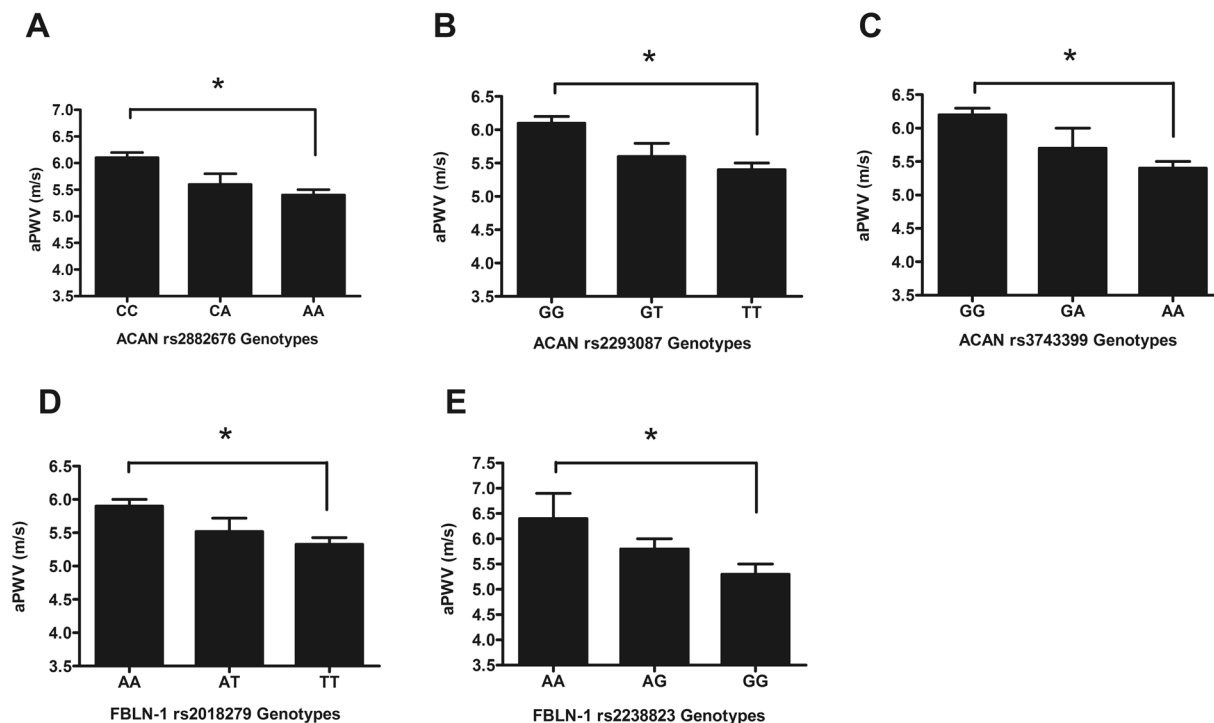 A
*
7.0
6.5
6.0
5.5
5.0
4.5
4.0
3.5
aPWV (m/s)
CC CA AA
ACAN rs2882676 Genotypes
B
*
6.5
6.0
5.5
5.0
4.5
4.0
3.5
aPWV (m/s)
GG GT TT
ACAN rs2293087 Genotypes
C
*
6.5
6.0
5.5
5.0
4.5
4.0
3.5
aPWV (m/s)
GG GA AA
ACAN rs3743399 Genotypes
D
*
6.5
6.0
5.5
5.0
4.5
4.0
3.5
aPWV (m/s)
AA AT TT
FBLN-1 rs2018279 Genotypes
E
*
7.5
7.0
6.5
6.0
5.5
5.0
4.5
4.0
3.5
aPWV (m/s)
AA AG GG
FBLN-1 rs2238823 Genotypes